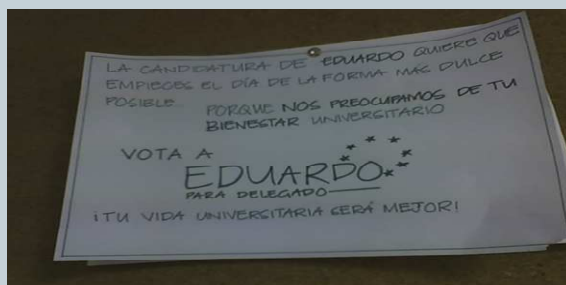 LA CANDIDATURA DE EDUARDO QUIERE QUE
EMPIECES EL DÍA DE LA FORMA MÁS DULCE
POSIBLE PORQUE NOS PREOCUPAMOS DE TU
BIENESTAR UNIVERSITARIO
VOTA A
EDUARDO
PARA DELEGADO
¡TU VIDA UNIVERSITARIA SERÁ MEJOR!